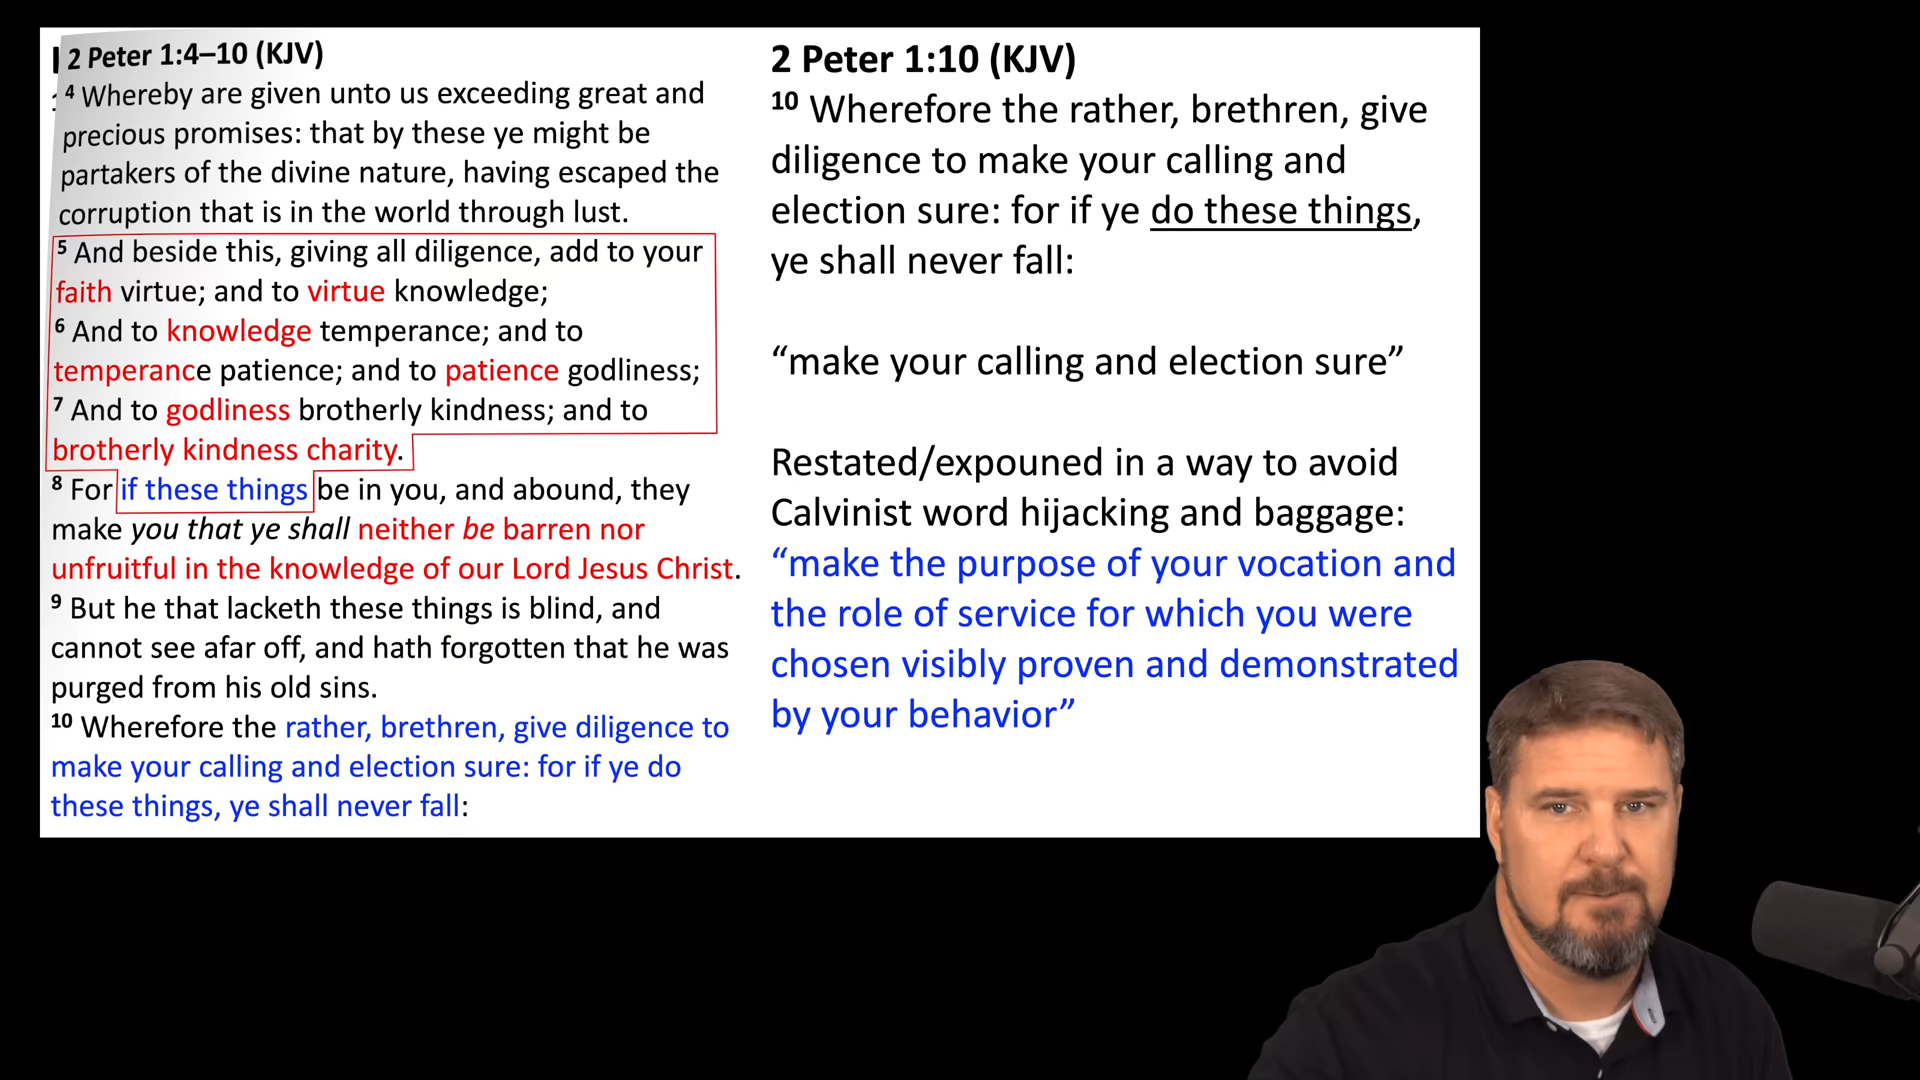 2 Peter 1:4–10 (KJV)
4 Whereby are given unto us exceeding great and
precious promises: that by these ye might be
partakers of the divine nature, having escaped the
corruption that is in the world through lust.
5 And beside this, giving all diligence, add to your
faith virtue; and to virtue knowledge;
6 And to knowledge temperance; and to
temperance patience; and to patience godliness;
7 And to godliness brotherly kindness; and to
brotherly kindness charity.
8 For if these things be in you, and abound, they
make you that ye shall neither be barren nor
unfruitful in the knowledge of our Lord Jesus Christ.
9 But he that lacketh these things is blind, and
cannot see afar off, and hath forgotten that he was
purged from his old sins.
10 Wherefore the rather, brethren, give diligence to
make your calling and election sure: for if ye do
these things, ye shall never fall:
2 Peter 1:10 (KJV)
10 Wherefore the rather, brethren, give
diligence to make your calling and
election sure: for if ye do these things,
ye shall never fall:
“make your calling and election sure”
Restated/expouned in a way to avoid
Calvinist word hijacking and baggage:
“make the purpose of your vocation and
the role of service for which you were
chosen visibly proven and demonstrated
by your behavior”